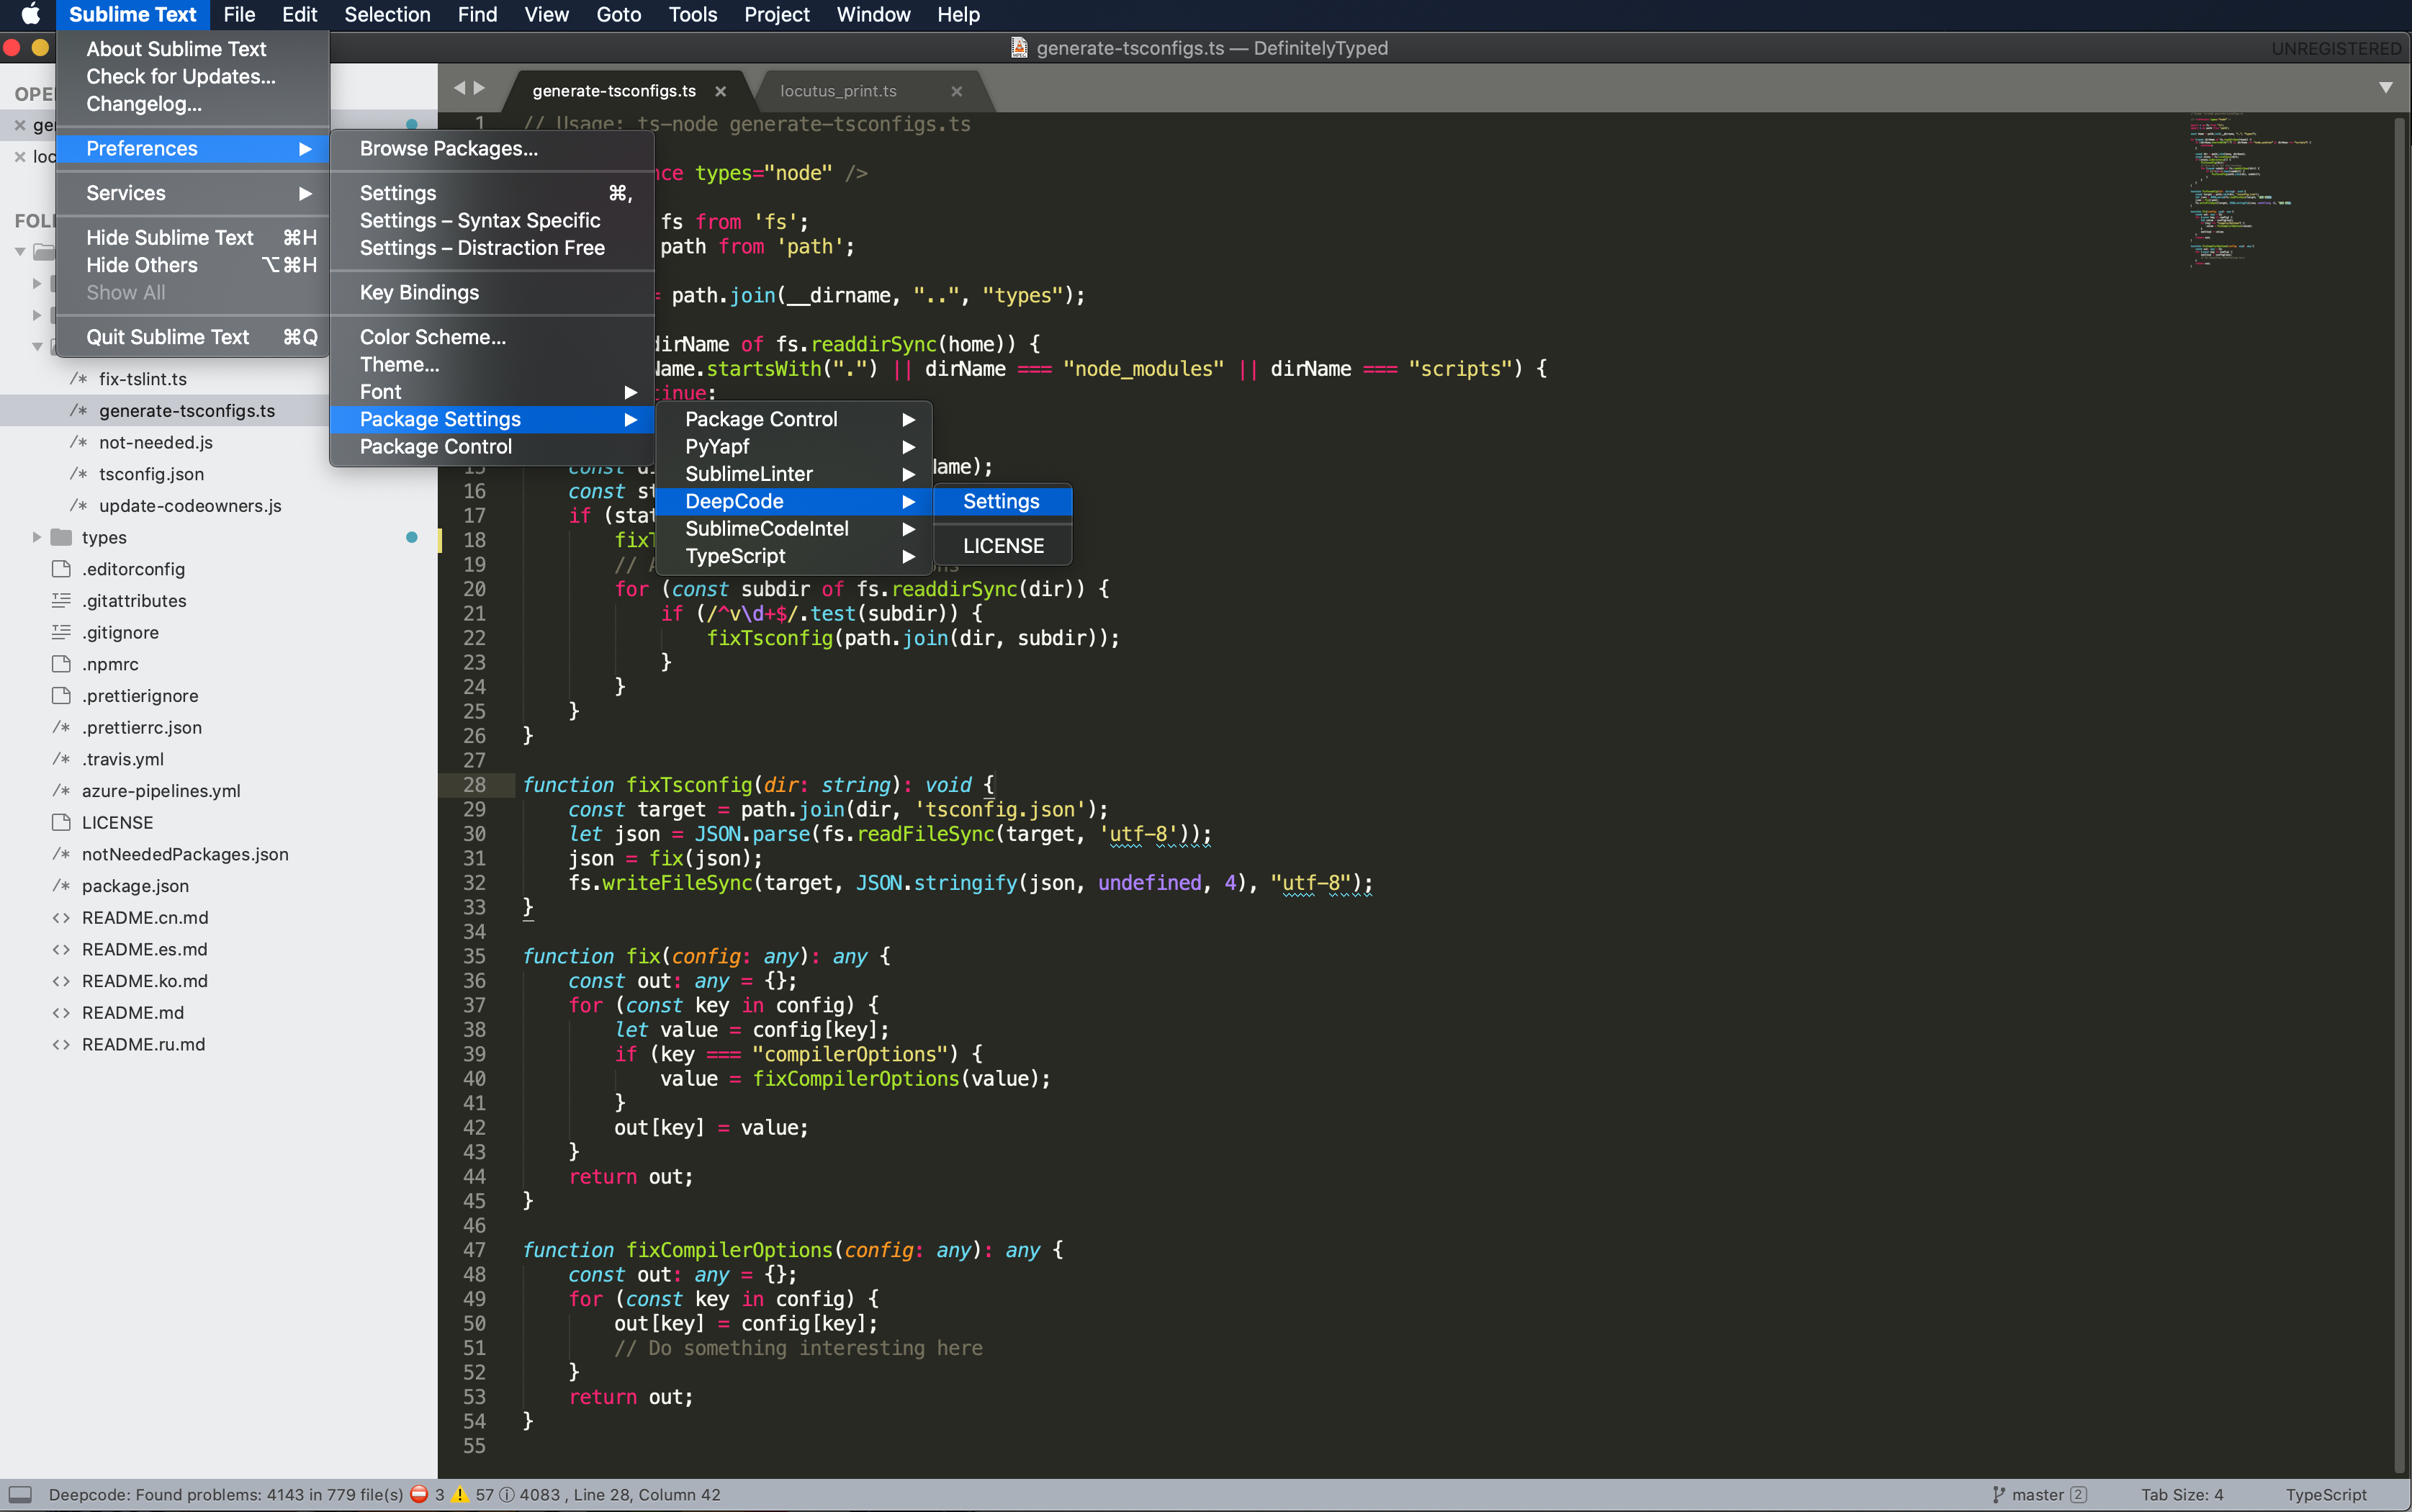 Sublime Text File Edit Selection Find View Goto Tools Project Window Help
generate-tsconfigs.ts — DefinitelyTyped
UNREGISTERED
About Sublime Text
Check for Updates...
Changelog...
Preferences
Services
Hide Sublime Text ⌘H
Hide Others ⌥⌘H
Show All
Quit Sublime Text ⌘Q
Browse Packages...
Settings ⌘,
Settings – Syntax Specific
Settings – Distraction Free
Key Bindings
Color Scheme...
Theme...
Font
Package Settings
Package Control
Package Control
PyYapf
SublimeLinter
DeepCode
SublimeCodeIntel
TypeScript
Settings
LICENSE
OPE
ge
loc
FOL
fix-tslint.ts
generate-tsconfigs.ts
not-needed.js
tsconfig.json
update-codeowners.js
types
.editorconfig
.gitattributes
.gitignore
.npmrc
.prettierignore
.prettierrc.json
.travis.yml
azure-pipelines.yml
LICENSE
notNeededPackages.json
package.json
README.cn.md
README.es.md
README.ko.md
README.md
README.ru.md
generate-tsconfigs.ts
locutus_print.ts
1 // Usage: ts-node generate-tsconfigs.ts
nce types="node" />
fs from 'fs';
path from 'path';
= path.join(__dirname, "..", "types");
dirName of fs.readdirSync(home)) {
Name.startsWith(".") || dirName === "node_modules" || dirName === "scripts") {
tinue;
15 const di Name);
16 const st
17 if (stat
18 fixT
19 // A ons
20 for (const subdir of fs.readdirSync(dir)) {
21 if (/^v\d+$/.test(subdir)) {
22 fixTsconfig(path.join(dir, subdir));
23 }
24 }
25 }
26 }
27
28 function fixTsconfig(dir: string): void {
29 const target = path.join(dir, 'tsconfig.json');
30 let json = JSON.parse(fs.readFileSync(target, 'utf-8'));
31 json = fix(json);
32 fs.writeFileSync(target, JSON.stringify(json, undefined, 4), "utf-8");
33 }
34
35 function fix(config: any): any {
36 const out: any = {};
37 for (const key in config) {
38 let value = config[key];
39 if (key === "compilerOptions") {
40 value = fixCompilerOptions(value);
41 }
42 out[key] = value;
43 }
44 return out;
45 }
46
47 function fixCompilerOptions(config: any): any {
48 const out: any = {};
49 for (const key in config) {
50 out[key] = config[key];
51 // Do something interesting here
52 }
53 return out;
54 }
55
Deepcode: Found problems: 4143 in 779 file(s) ⛔ 3 ⚠ 57 ⓘ 4083 , Line 28, Column 42
master 2
Tab Size: 4
TypeScript